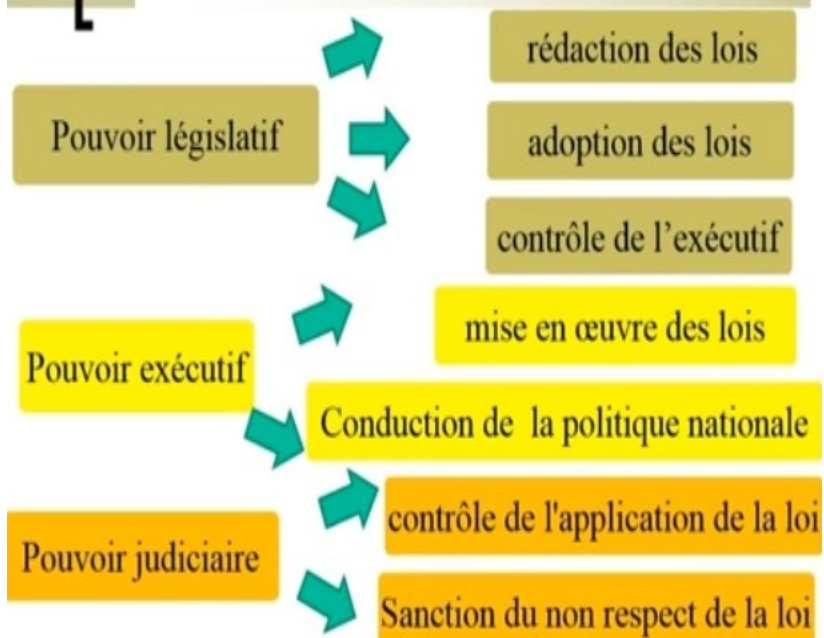 Pouvoir législatif
rédaction des lois
adoption des lois
contrôle de l’exécutif
Pouvoir exécutif
mise en œuvre des lois
Conduction de la politique nationale
Pouvoir judiciaire
contrôle de l'application de la loi
Sanction du non respect de la loi